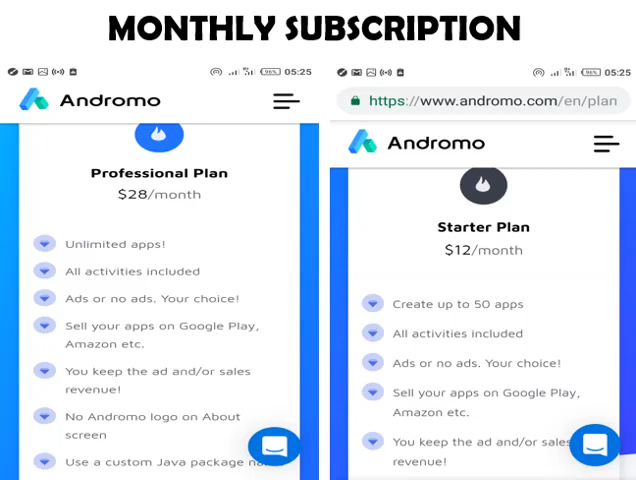 MONTHLY SUBSCRIPTION
96% 05:25
Andromo
Professional Plan
$28/month
Unlimited apps!
All activities included
Ads or no ads. Your choice!
Sell your apps on Google Play,
Amazon etc.
You keep the ad and/or sales
revenue!
No Andromo logo on About
screen
Use a custom Java package
96% 05:25
https://www.andromo.com/en/plan
Andromo
Starter Plan
$12/month
Create up to 50 apps
All activities included
Ads or no ads. Your choice!
Sell your apps on Google Play,
Amazon etc.
You keep the ad and/or sales
revenue!